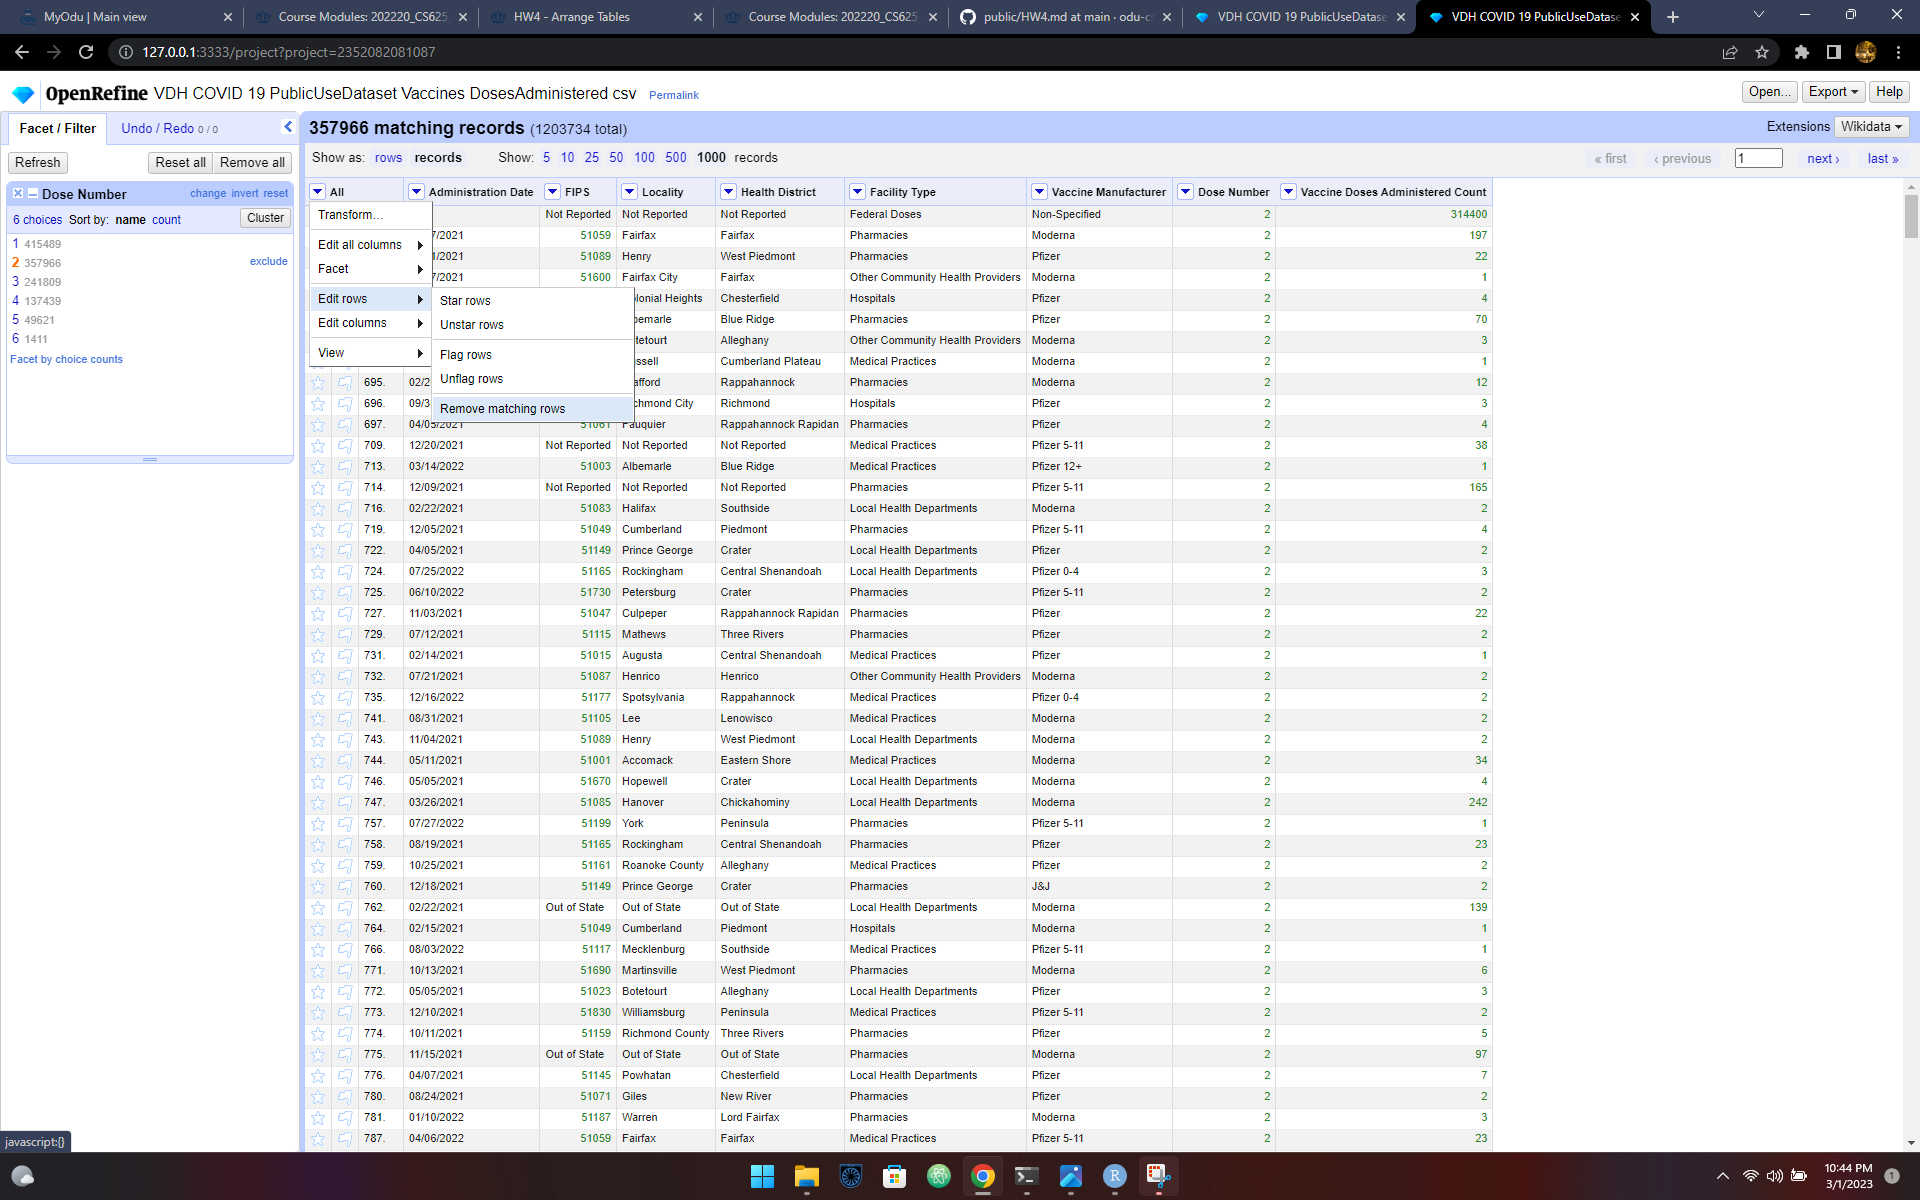 MyOdu | Main view
Course Modules: 202220_CS625
HW4 - Arrange Tables
Course Modules: 202220_CS625
public/HW4.md at main · odu-cs
VDH COVID 19 PublicUseDataset
VDH COVID 19 PublicUseDataset
127.0.0.1:3333/project?project=2352082081087
OpenRefine VDH COVID 19 PublicUseDataset Vaccines DosesAdministered csv Permalink
Open... Export Help
Facet / Filter Undo / Redo 0 / 0
357966 matching records (1203734 total)
Extensions Wikidata
Refresh Reset all Remove all
Show as: rows records Show: 5 10 25 50 100 500 1000 records
« first ‹ previous 1 next › last »
Dose Number change invert reset
6 choices Sort by: name count Cluster
1 415489
2 357966 exclude
3 241809
4 137439
5 49621
6 1411
Facet by choice counts
All Administration Date FIPS Locality Health District Facility Type Vaccine Manufacturer Dose Number Vaccine Doses Administered Count
Transform...
Edit all columns
Facet
Edit rows
Edit columns
View
Star rows
Unstar rows
Flag rows
Unflag rows
Remove matching rows
Not Reported Not Reported Not Reported Federal Doses Non-Specified 2 314400
7/2021 51059 Fairfax Fairfax Pharmacies Moderna 2 197
1/2021 51089 Henry West Piedmont Pharmacies Pfizer 2 22
7/2021 51600 Fairfax City Fairfax Other Community Health Providers Moderna 2 1
olonial Heights Chesterfield Hospitals Pfizer 2 4
bemarle Blue Ridge Pharmacies Pfizer 2 70
tetourt Alleghany Other Community Health Providers Moderna 2 3
ssell Cumberland Plateau Medical Practices Moderna 2 1
695. 02/2 afford Rappahannock Pharmacies Moderna 2 12
696. 09/3 chmond City Richmond Hospitals Pfizer 2 3
697. 04/05/2021 51061 Fauquier Rappahannock Rapidan Pharmacies Pfizer 2 4
709. 12/20/2021 Not Reported Not Reported Not Reported Medical Practices Pfizer 5-11 2 38
713. 03/14/2022 51003 Albemarle Blue Ridge Medical Practices Pfizer 12+ 2 1
714. 12/09/2021 Not Reported Not Reported Not Reported Pharmacies Pfizer 5-11 2 165
716. 02/22/2021 51083 Halifax Southside Local Health Departments Moderna 2 2
719. 12/05/2021 51049 Cumberland Piedmont Pharmacies Pfizer 5-11 2 4
722. 04/05/2021 51149 Prince George Crater Local Health Departments Pfizer 2 2
724. 07/25/2022 51165 Rockingham Central Shenandoah Local Health Departments Pfizer 0-4 2 3
725. 06/10/2022 51730 Petersburg Crater Pharmacies Pfizer 5-11 2 2
727. 11/03/2021 51047 Culpeper Rappahannock Rapidan Pharmacies Pfizer 2 22
729. 07/12/2021 51115 Mathews Three Rivers Pharmacies Pfizer 2 2
731. 02/14/2021 51015 Augusta Central Shenandoah Medical Practices Pfizer 2 1
732. 07/21/2021 51087 Henrico Henrico Other Community Health Providers Moderna 2 2
735. 12/16/2022 51177 Spotsylvania Rappahannock Medical Practices Pfizer 0-4 2 2
741. 08/31/2021 51105 Lee Lenowisco Medical Practices Moderna 2 2
743. 11/04/2021 51089 Henry West Piedmont Local Health Departments Moderna 2 2
744. 05/11/2021 51001 Accomack Eastern Shore Medical Practices Moderna 2 34
746. 05/05/2021 51670 Hopewell Crater Local Health Departments Moderna 2 4
747. 03/26/2021 51085 Hanover Chickahominy Local Health Departments Moderna 2 242
757. 07/27/2022 51199 York Peninsula Pharmacies Pfizer 5-11 2 1
758. 08/19/2021 51165 Rockingham Central Shenandoah Pharmacies Pfizer 2 23
759. 10/25/2021 51161 Roanoke County Alleghany Medical Practices Pfizer 2 2
760. 12/18/2021 51149 Prince George Crater Pharmacies J&J 2 2
762. 02/22/2021 Out of State Out of State Out of State Local Health Departments Moderna 2 139
764. 02/15/2021 51049 Cumberland Piedmont Hospitals Moderna 2 1
766. 08/03/2022 51117 Mecklenburg Southside Medical Practices Pfizer 5-11 2 1
771. 10/13/2021 51690 Martinsville West Piedmont Pharmacies Moderna 2 6
772. 05/05/2021 51023 Botetourt Alleghany Local Health Departments Pfizer 2 3
773. 12/10/2021 51830 Williamsburg Peninsula Medical Practices Pfizer 5-11 2 2
774. 10/11/2021 51159 Richmond County Three Rivers Pharmacies Pfizer 2 5
775. 11/15/2021 Out of State Out of State Out of State Pharmacies Moderna 2 97
776. 04/07/2021 51145 Powhatan Chesterfield Local Health Departments Pfizer 2 7
780. 08/24/2021 51071 Giles New River Pharmacies Pfizer 2 2
781. 01/10/2022 51187 Warren Lord Fairfax Pharmacies Moderna 2 3
787. 04/06/2022 51059 Fairfax Fairfax Medical Practices Pfizer 5-11 2 23
javascript:{}
10:44 PM
3/1/2023
1